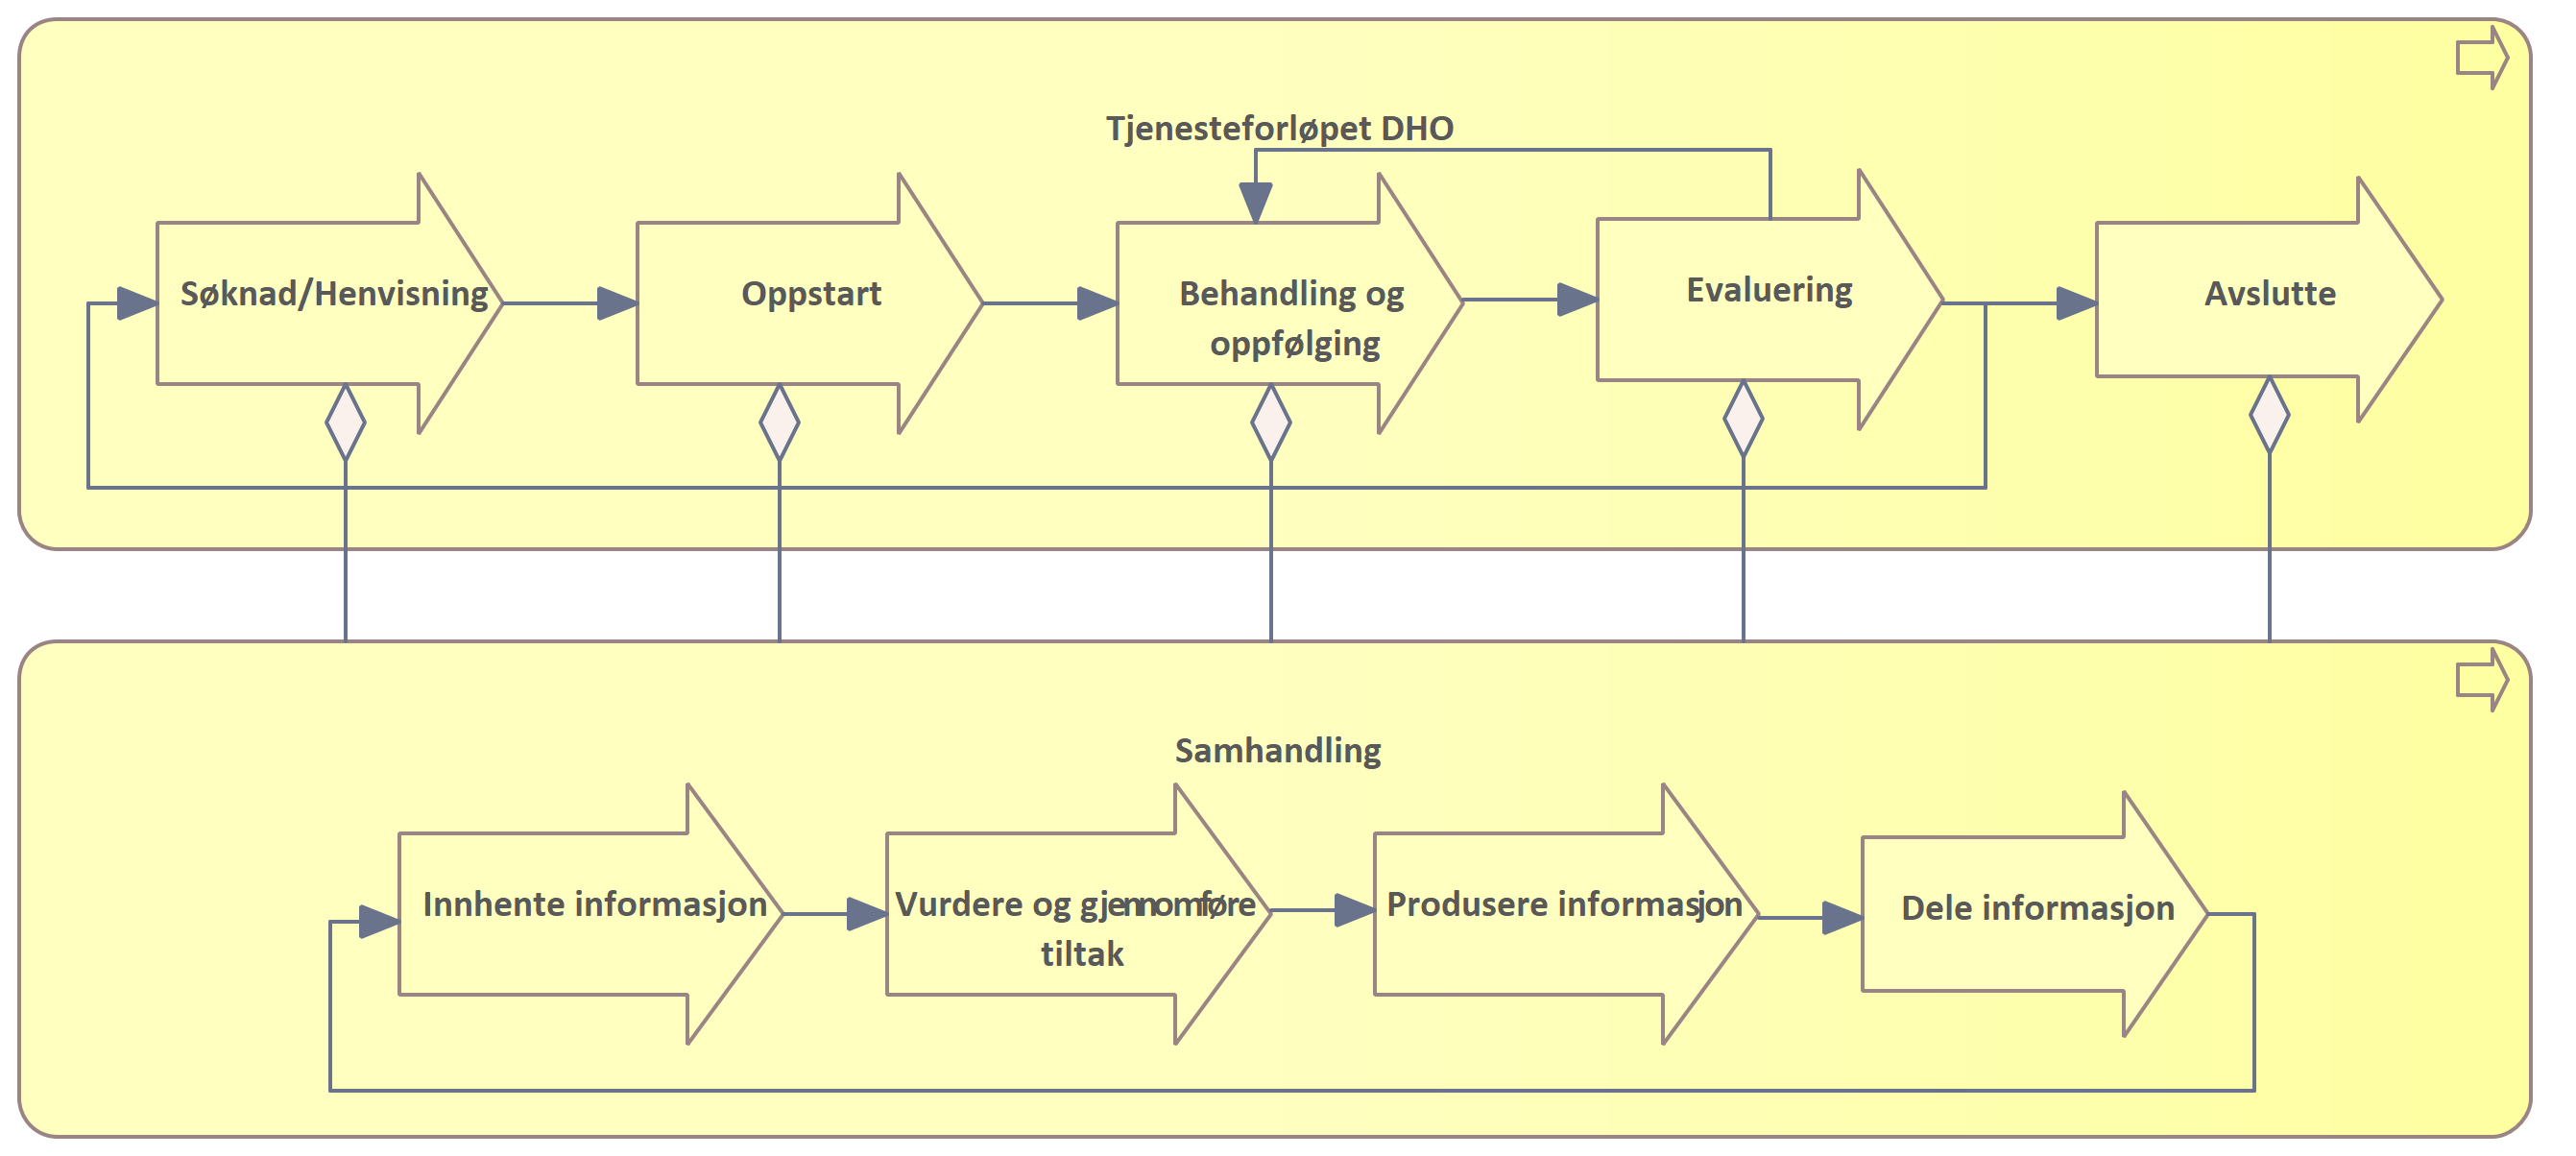 Tjenesteforløpet DHO
Søknad/Henvisning
Oppstart
Behandling og
oppfølging
Evaluering
Avslutte
Samhandling
Innhente informasjon
Vurdere og gjennomføre
tiltak
Produsere informasjon
Dele informasjon